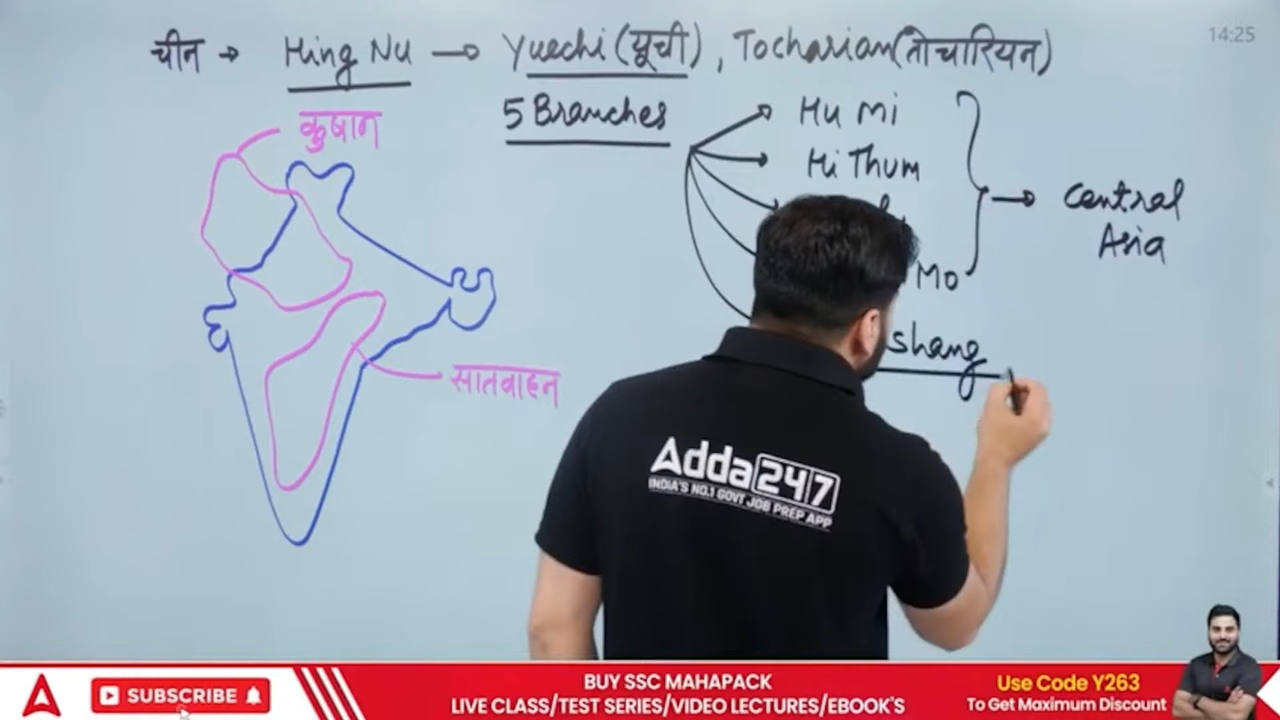 14:25
चीन → Hing Nu → Yuechi (यूची), Tocharian (तोचारियन)
5 Branches
Hu Mi
Hi Thum
Mo
shang
Central
Asia
कुषान
सातवाहन
Adda247
INDIA'S NO.1 GOVT JOB PREP APP
SUBSCRIBE
BUY SSC MAHAPACK
LIVE CLASS/TEST SERIES/VIDEO LECTURES/EBOOK'S
Use Code Y263
To Get Maximum Discount